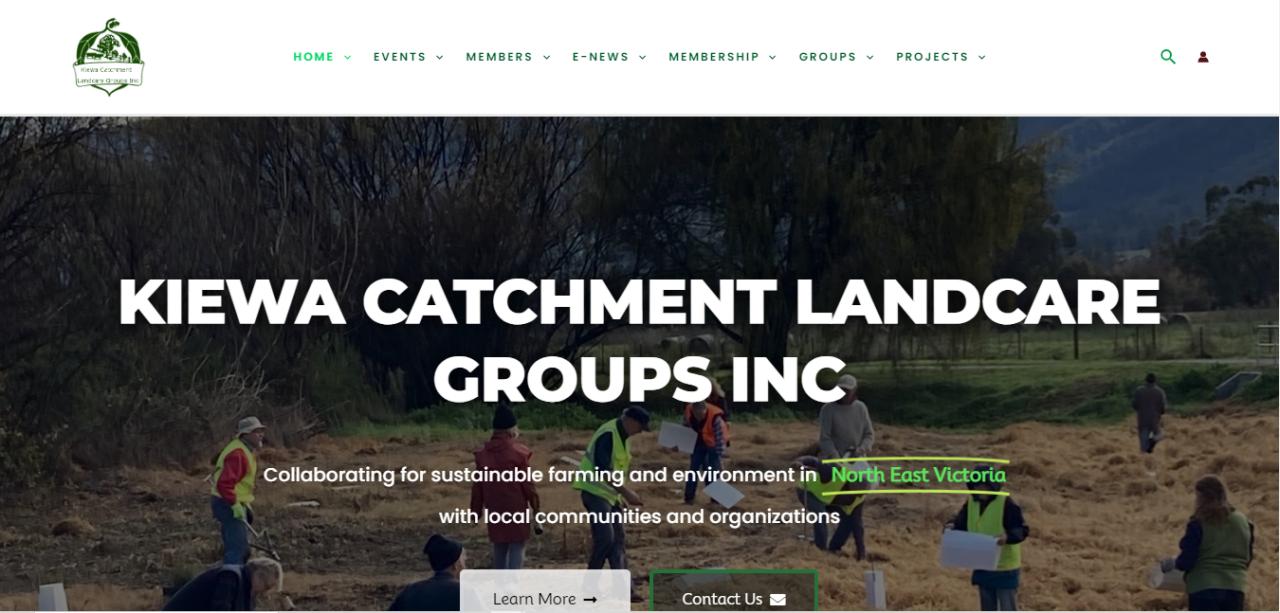 Kiewa Catchment
Landcare Groups Inc
HOME EVENTS MEMBERS E-NEWS MEMBERSHIP GROUPS PROJECTS
KIEWA CATCHMENT LANDCARE
GROUPS INC
Collaborating for sustainable farming and environment in North East Victoria
with local communities and organizations
Learn More Contact Us